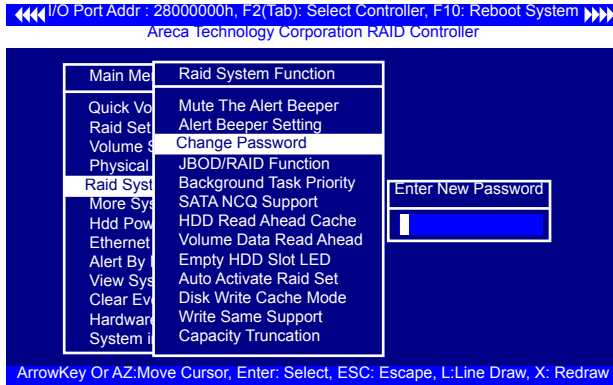 I/O Port Addr : 28000000h, F2(Tab): Select Controller, F10: Reboot System
Areca Technology Corporation RAID Controller
Main Me
Quick Vo
Raid Set
Volume S
Physical
Raid Syst
More Sys
Hdd Pow
Ethernet
Alert By
View Sys
Clear Ev
Hardwar
System i
Raid System Function
Mute The Alert Beeper
Alert Beeper Setting
Change Password
JBOD/RAID Function
Background Task Priority
SATA NCQ Support
HDD Read Ahead Cache
Volume Data Read Ahead
Empty HDD Slot LED
Auto Activate Raid Set
Disk Write Cache Mode
Write Same Support
Capacity Truncation
Enter New Password
ArrowKey Or AZ:Move Cursor, Enter: Select, ESC: Escape, L:Line Draw, X: Redraw